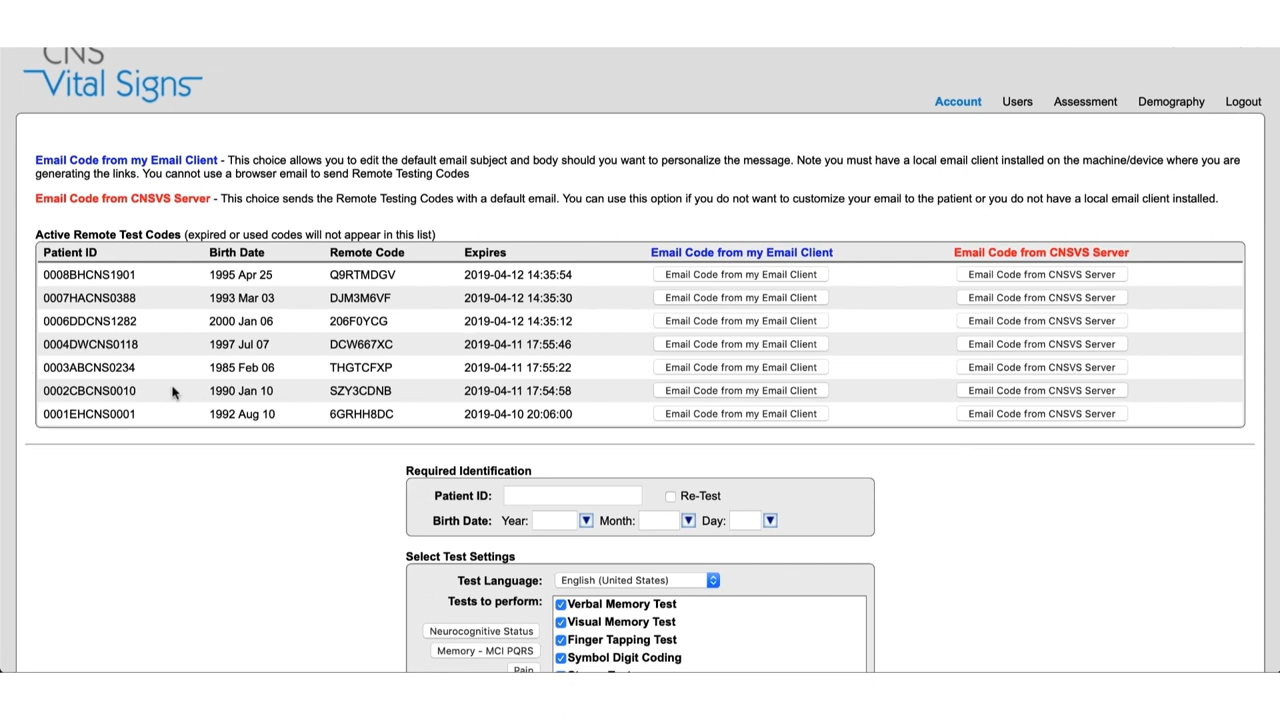 CNS
Vital Signs
Account Users Assessment Demography Logout
Email Code from my Email Client - This choice allows you to edit the default email subject and body should you want to personalize the message. Note you must have a local email client installed on the machine/device where you are
generating the links. You cannot use a browser email to send Remote Testing Codes
Email Code from CNSVS Server - This choice sends the Remote Testing Codes with a default email. You can use this option if you do not want to customize your email to the patient or you do not have a local email client installed.
Active Remote Test Codes (expired or used codes will not appear in this list)
Patient ID Birth Date Remote Code Expires Email Code from my Email Client Email Code from CNSVS Server
0008BHCNS1901 1995 Apr 25 Q9RTMDGV 2019-04-12 14:35:54 Email Code from my Email Client Email Code from CNSVS Server
0007HACNS0388 1993 Mar 03 DJM3M6VF 2019-04-12 14:35:30 Email Code from my Email Client Email Code from CNSVS Server
0006DDCNS1282 2000 Jan 06 206F0YCG 2019-04-12 14:35:12 Email Code from my Email Client Email Code from CNSVS Server
0004DWCNS0118 1997 Jul 07 DCW667XC 2019-04-11 17:55:46 Email Code from my Email Client Email Code from CNSVS Server
0003ABCNS0234 1985 Feb 06 THGTCFXP 2019-04-11 17:55:22 Email Code from my Email Client Email Code from CNSVS Server
0002CBCNS0010 1990 Jan 10 SZY3CDNB 2019-04-11 17:54:58 Email Code from my Email Client Email Code from CNSVS Server
0001EHCNS0001 1992 Aug 10 6GRHH8DC 2019-04-10 20:06:00 Email Code from my Email Client Email Code from CNSVS Server
Required Identification
Patient ID: Re-Test
Birth Date: Year: Month: Day:
Select Test Settings
Test Language: English (United States)
Tests to perform: Verbal Memory Test
Visual Memory Test
Neurocognitive Status Finger Tapping Test
Memory - MCI PQRS Symbol Digit Coding
Pain